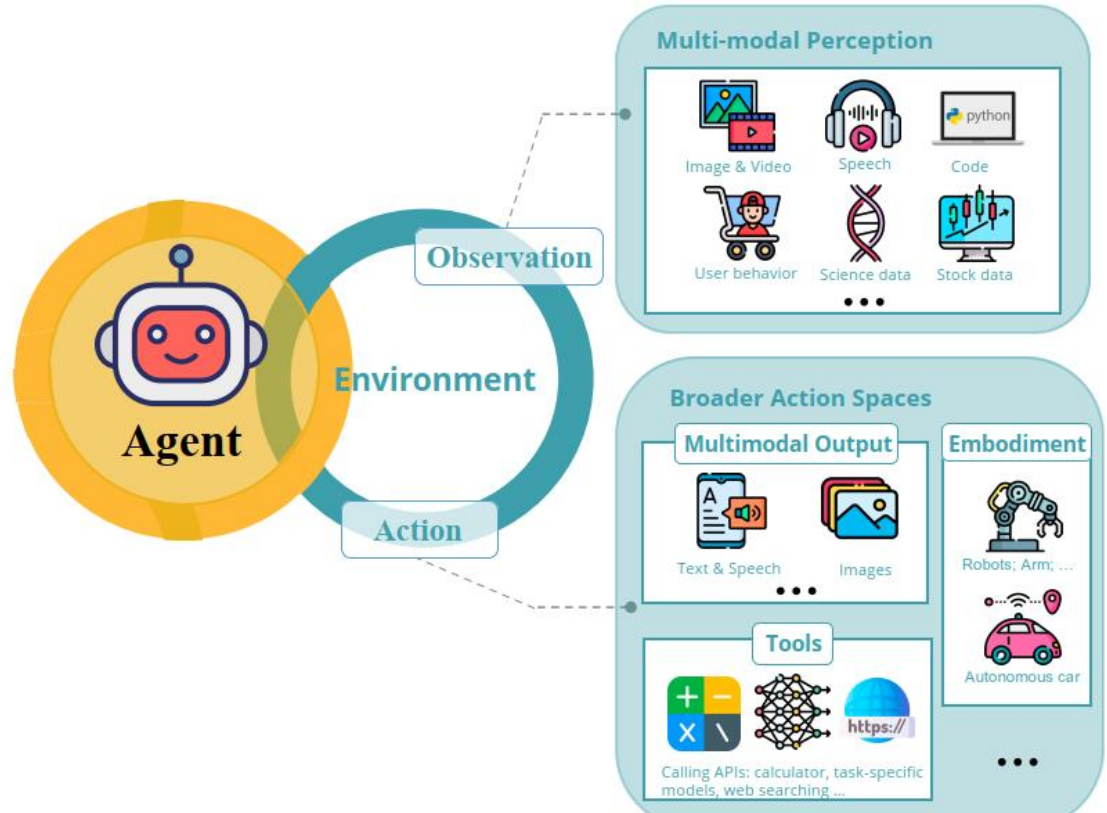 Multi-modal Perception
python
Image & Video
Speech
Code
User behavior
Science data
Stock data
•••
Observation
Environment
Agent
Action
Broader Action Spaces
Multimodal Output
A
Text & Speech
Images
•••
Embodiment
Robots; Arm; ...
Autonomous car
Tools
+ −
X \
https://
Calling APIs: calculator, task-specific
models, web searching ...
•••